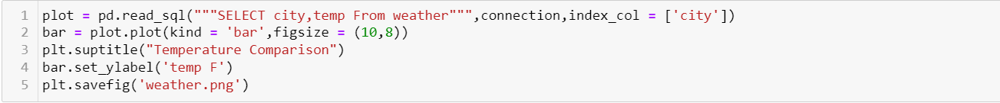 1 plot = pd.read_sql("""SELECT city,temp From weather""",connection,index_col = ['city'])
2 bar = plot.plot(kind = 'bar',figsize = (10,8))
3 plt.suptitle("Temperature Comparison")
4 bar.set_ylabel('temp F')
5 plt.savefig('weather.png')